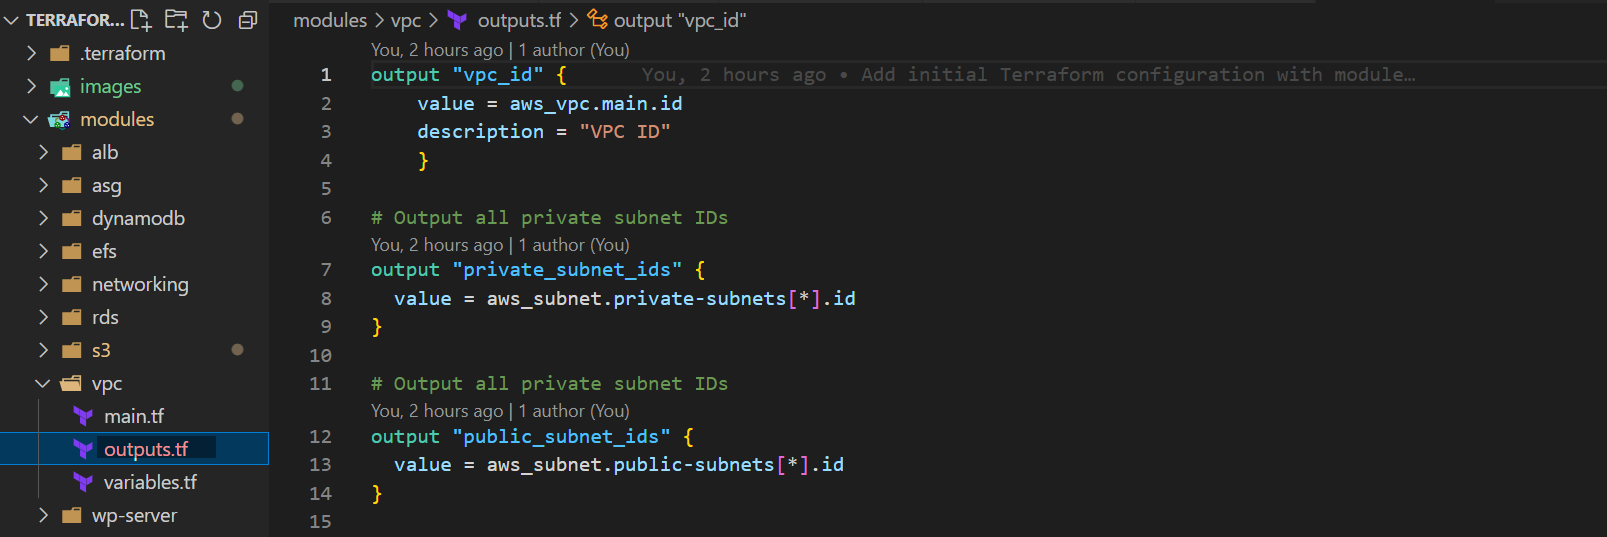 TERRAFOR...
.terraform
images
modules
alb
asg
dynamodb
efs
networking
rds
s3
vpc
main.tf
outputs.tf
variables.tf
wp-server
modules > vpc > outputs.tf > output "vpc_id"
You, 2 hours ago | 1 author (You)
1 output "vpc_id" { You, 2 hours ago • Add initial Terraform configuration with module…
2 value = aws_vpc.main.id
3 description = "VPC ID"
4 }
5
6 # Output all private subnet IDs
You, 2 hours ago | 1 author (You)
7 output "private_subnet_ids" {
8 value = aws_subnet.private-subnets[*].id
9 }
10
11 # Output all private subnet IDs
You, 2 hours ago | 1 author (You)
12 output "public_subnet_ids" {
13 value = aws_subnet.public-subnets[*].id
14 }
15